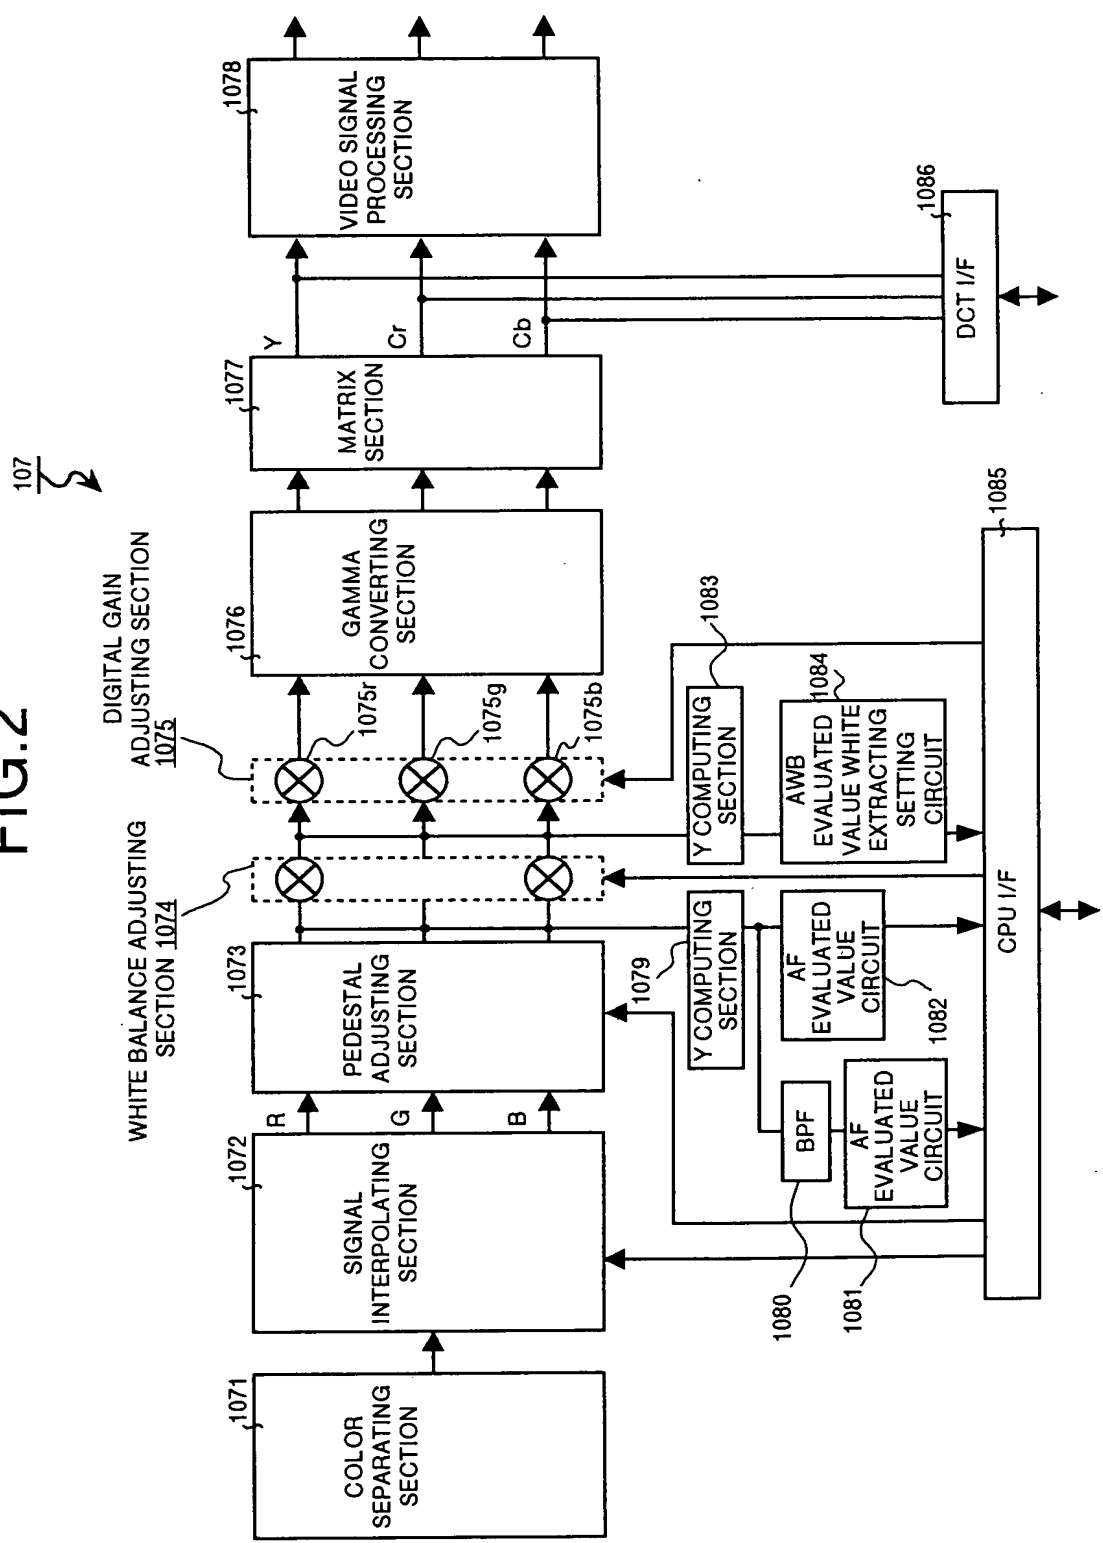 FIG.2
107
DIGITAL GAIN
ADJUSTING SECTION
1075
WHITE BALANCE ADJUSTING
SECTION 1074
1071
COLOR
SEPARATING
SECTION
1072
SIGNAL
INTERPOLATING
SECTION
R
G
B
1073
PEDESTAL
ADJUSTING
SECTION
1075r
1075g
1075b
1076
GAMMA
CONVERTING
SECTION
1077
MATRIX
SECTION
Y
Cr
Cb
1078
VIDEO SIGNAL
PROCESSING
SECTION
1079
Y COMPUTING
SECTION
1083
Y COMPUTING
SECTION
1080
BPF
1081
AF
EVALUATED
VALUE
CIRCUIT
1082
AF
EVALUATED
VALUE
CIRCUIT
1084
AWB
EVALUATED
VALUE WHITE
EXTRACTING
SETTING
CIRCUIT
1085
CPU I/F
1086
DCT I/F